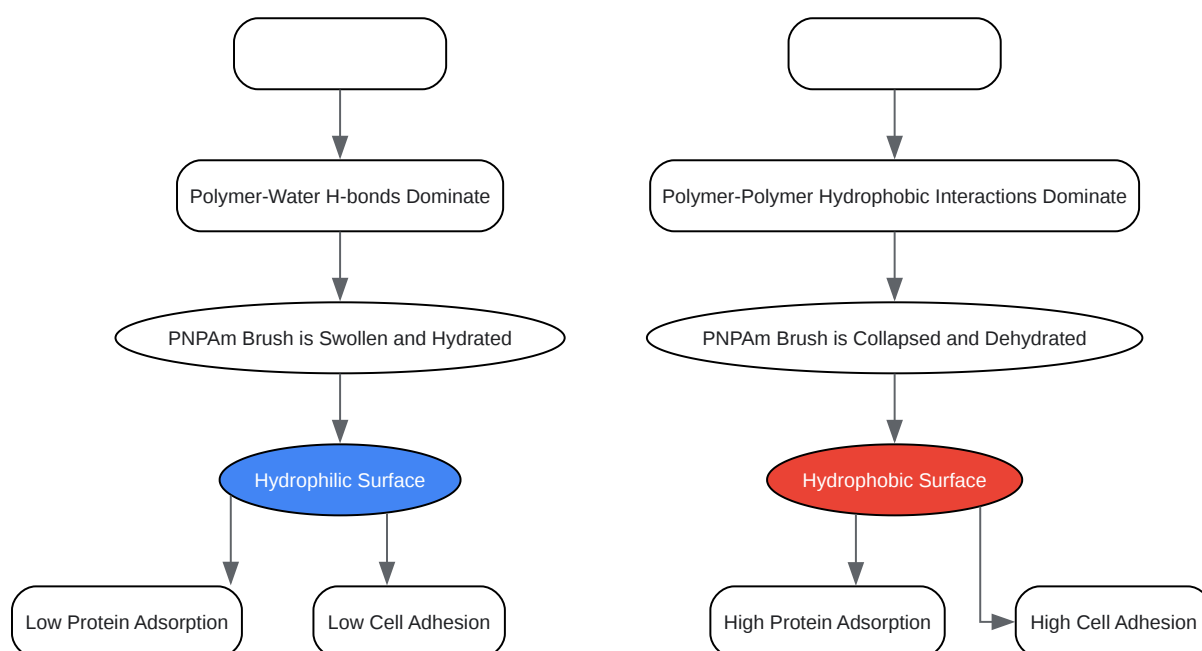 Polymer-Water H-bonds Dominate
Polymer-Polymer Hydrophobic Interactions Dominate
PNPAm Brush is Swollen and Hydrated
PNPAm Brush is Collapsed and Dehydrated
Hydrophilic Surface
Hydrophobic Surface
Low Protein Adsorption
Low Cell Adhesion
High Protein Adsorption
High Cell Adhesion